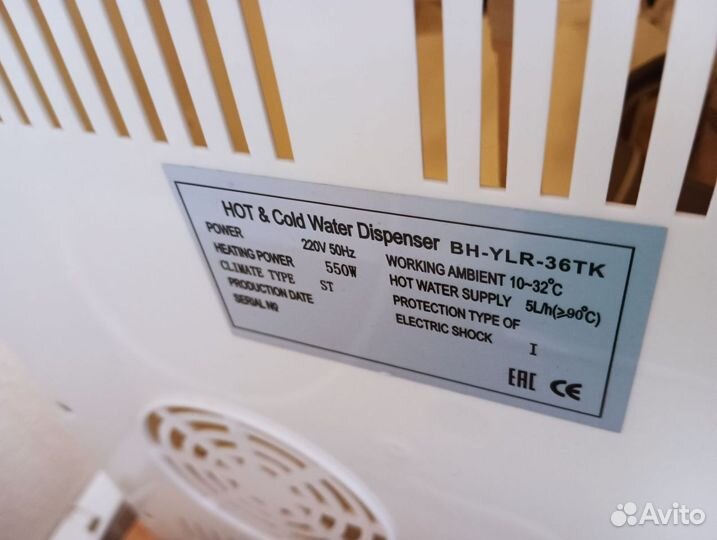 HOT & Cold Water Dispenser BH-YLR-36TK
POWER 220V 50Hz
HEATING POWER 550W
CLIMATE TYPE ST
PRODUCTION DATE
SERIAL №
WORKING AMBIENT 10~32°C
HOT WATER SUPPLY 5L/h(≥90°C)
PROTECTION TYPE OF
ELECTRIC SHOCK I
EAC CE
Avito